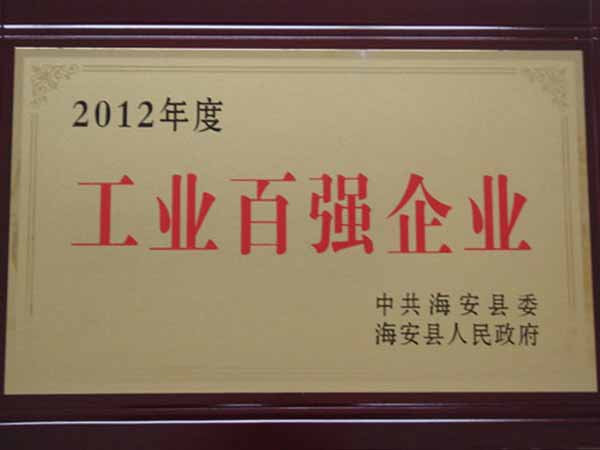 2012年度
工业百强企业
中共海安县委
海安县人民政府